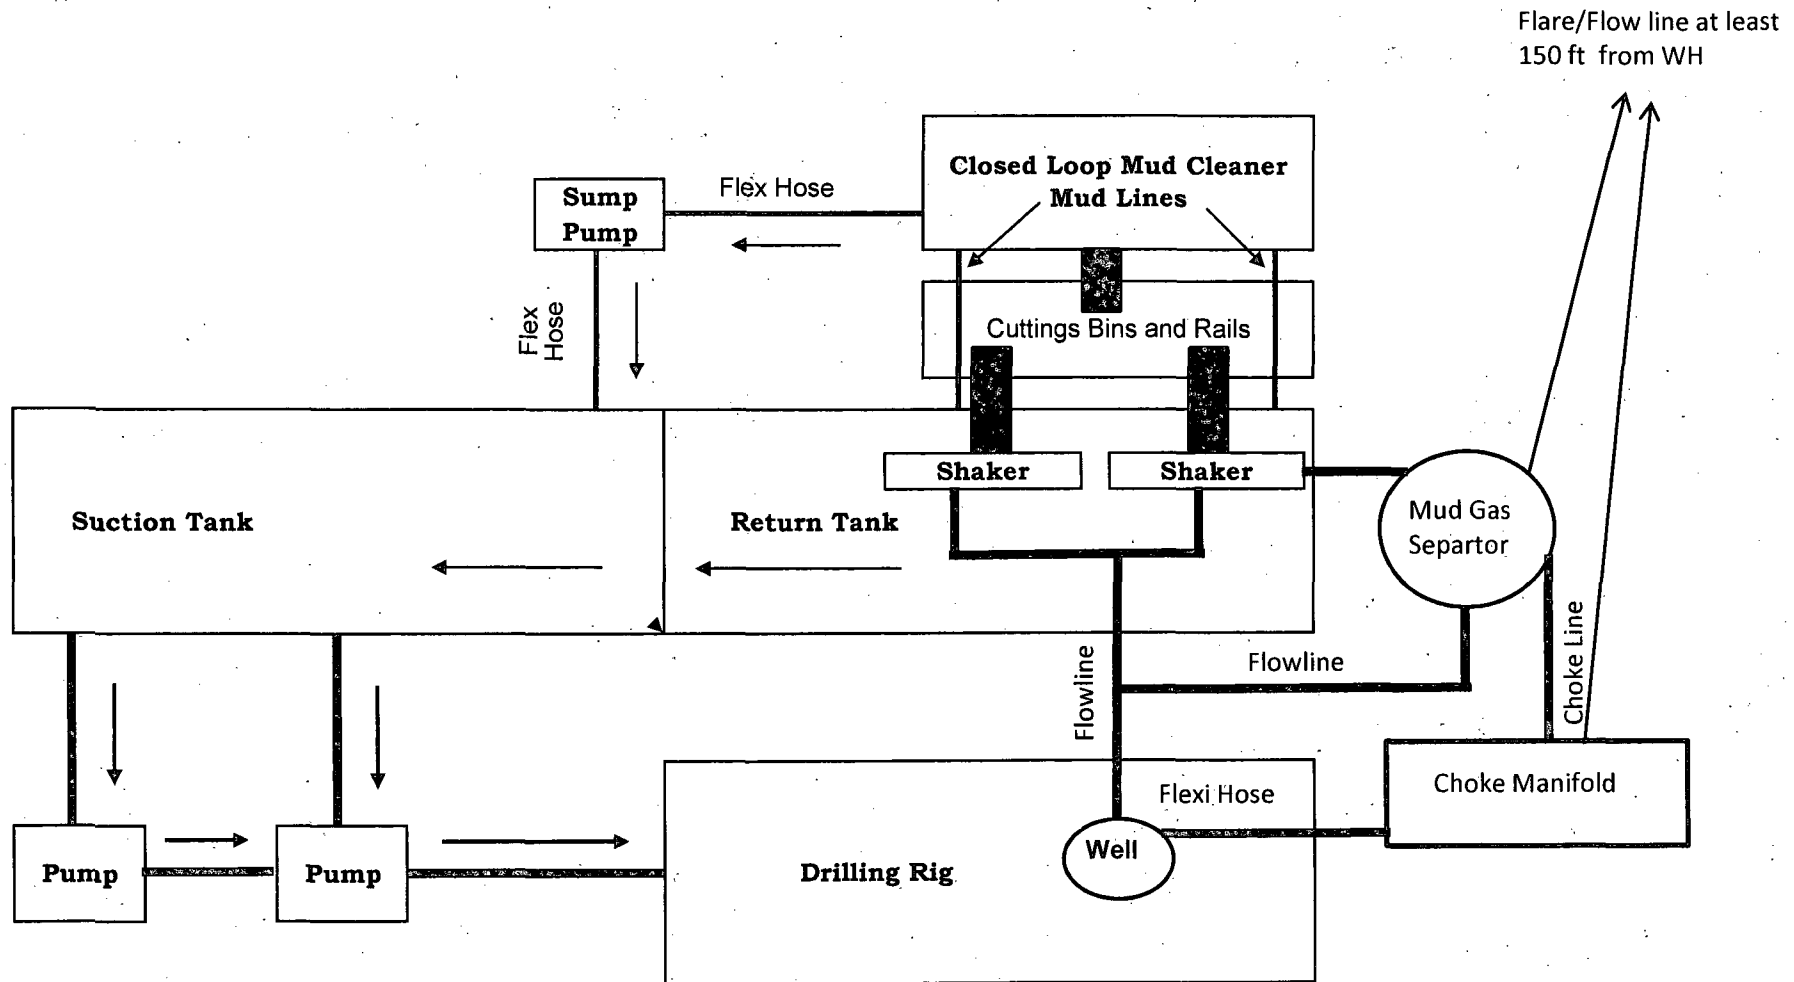 Flare/Flow line at least
150 ft from WH
Closed Loop Mud Cleaner
Mud Lines
Sump
Pump
Flex Hose
Flex
Hose
Cuttings Bins and Rails
Shaker
Shaker
Suction Tank
Return Tank
Mud Gas
Separtor
Flowline
Flowline
Choke Line
Flexi Hose
Choke Manifold
Well
Pump
Pump
Drilling Rig